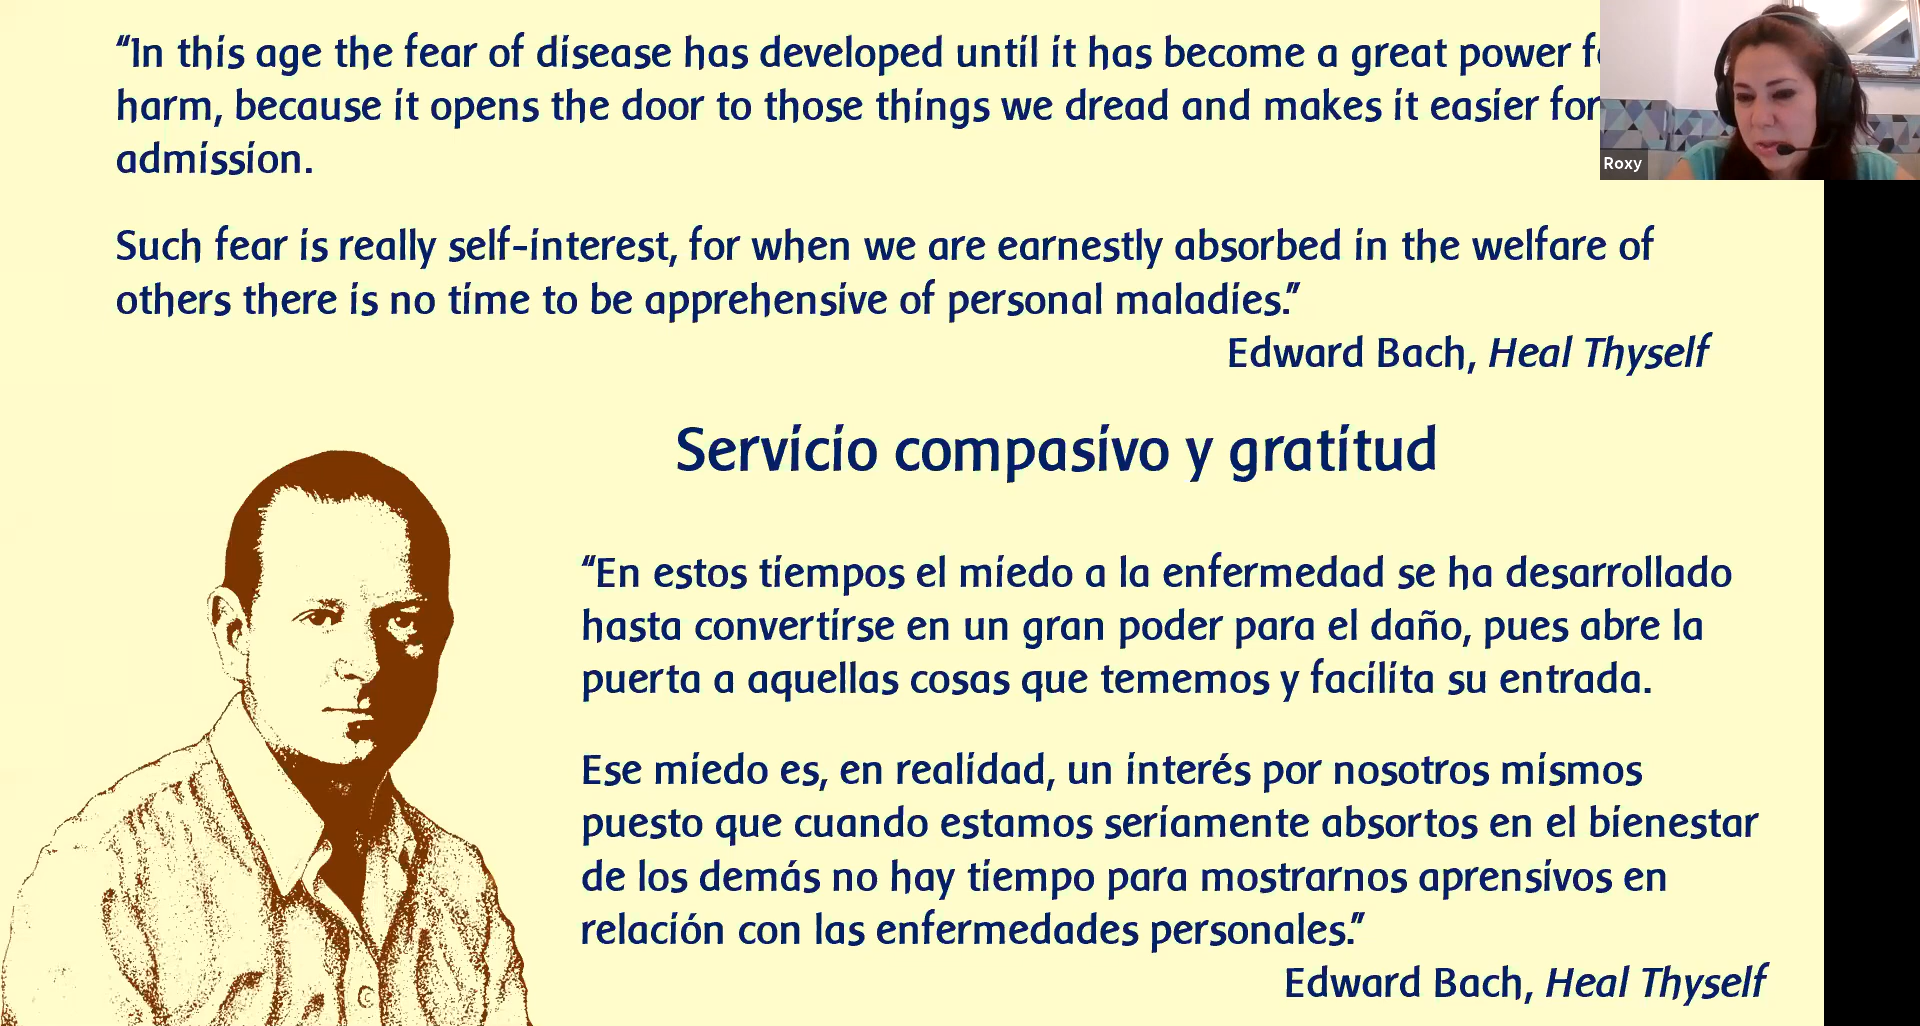 “In this age the fear of disease has developed until it has become a great power
harm, because it opens the door to those things we dread and makes it easier for
admission.
Roxy
Such fear is really self-interest, for when we are earnestly absorbed in the welfare of
others there is no time to be apprehensive of personal maladies.”
Edward Bach, Heal Thyself
Servicio compasivo y gratitud
“En estos tiempos el miedo a la enfermedad se ha desarrollado
hasta convertirse en un gran poder para el daño, pues abre la
puerta a aquellas cosas que tememos y facilita su entrada.
Ese miedo es, en realidad, un interés por nosotros mismos
puesto que cuando estamos seriamente absortos en el bienestar
de los demás no hay tiempo para mostrarnos aprensivos en
relación con las enfermedades personales.”
Edward Bach, Heal Thyself